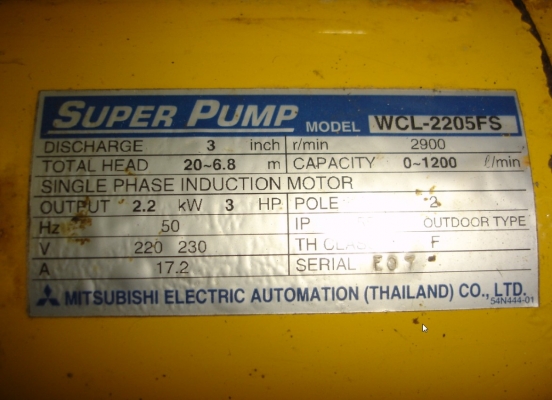 SUPER PUMP MODEL WCL-2205FS
DISCHARGE 3 inch r/min 2900
TOTAL HEAD 20~6.8 m CAPACITY 0~1200 ℓ/min
SINGLE PHASE INDUCTION MOTOR
OUTPUT 2.2 kW 3 HP POLE 2
Hz 50 IP OUTDOOR TYPE
V 220 230 TH CLASS F
A 17.2 SERIAL
MITSUBISHI ELECTRIC AUTOMATION (THAILAND) CO., LTD.
54N444-01